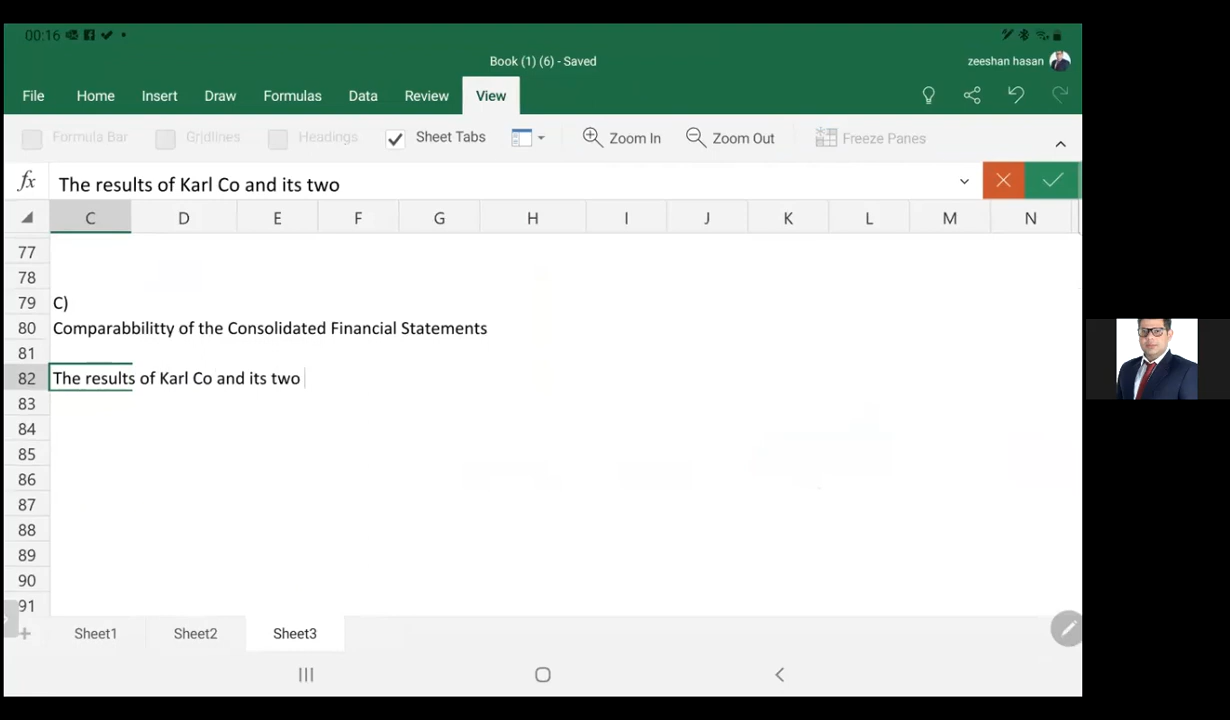 00:16
Book (1) (6) - Saved
zeeshan hasan
File Home Insert Draw Formulas Data Review View
Formula Bar Gridlines Headings Sheet Tabs Zoom In Zoom Out Freeze Panes
fx The results of Karl Co and its two
C D E F G H I J K L M N
77
78
79 C)
80 Comparabbilitty of the Consolidated Financial Statements
81
82 The results of Karl Co and its two
83
84
85
86
87
88
89
90
91
Sheet1 Sheet2 Sheet3